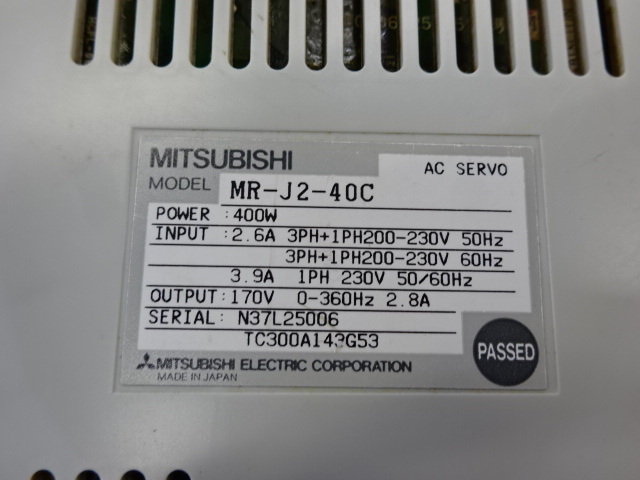 MITSUBISHI
AC SERVO
MODEL MR-J2-40C
POWER :400W
INPUT :2.6A 3PH+1PH200-230V 50Hz
3PH+1PH200-230V 60Hz
3.9A 1PH 230V 50/60Hz
OUTPUT:170V 0-360Hz 2.8A
SERIAL: N37L25006
TC300A143G53
PASSED
MITSUBISHI ELECTRIC CORPORATION
MADE IN JAPAN